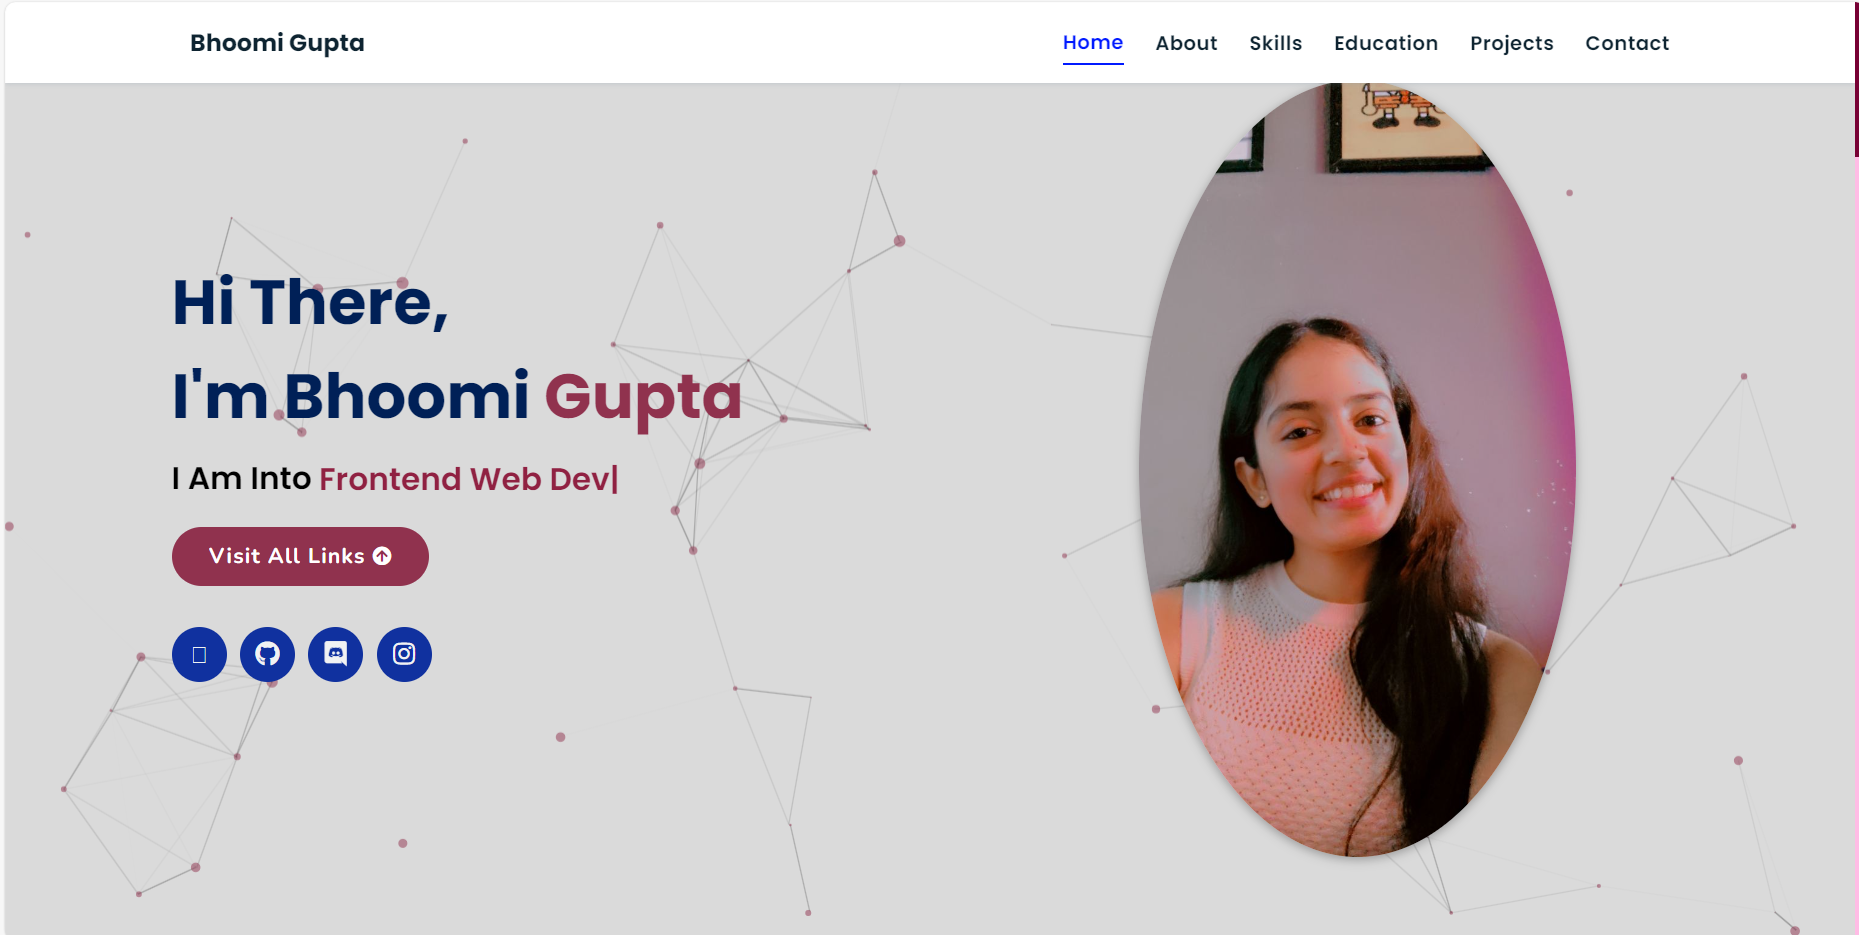 Bhoomi Gupta
Home About Skills Education Projects Contact
Hi There,
I'm Bhoomi Gupta
I Am Into Frontend Web Dev|
Visit All Links